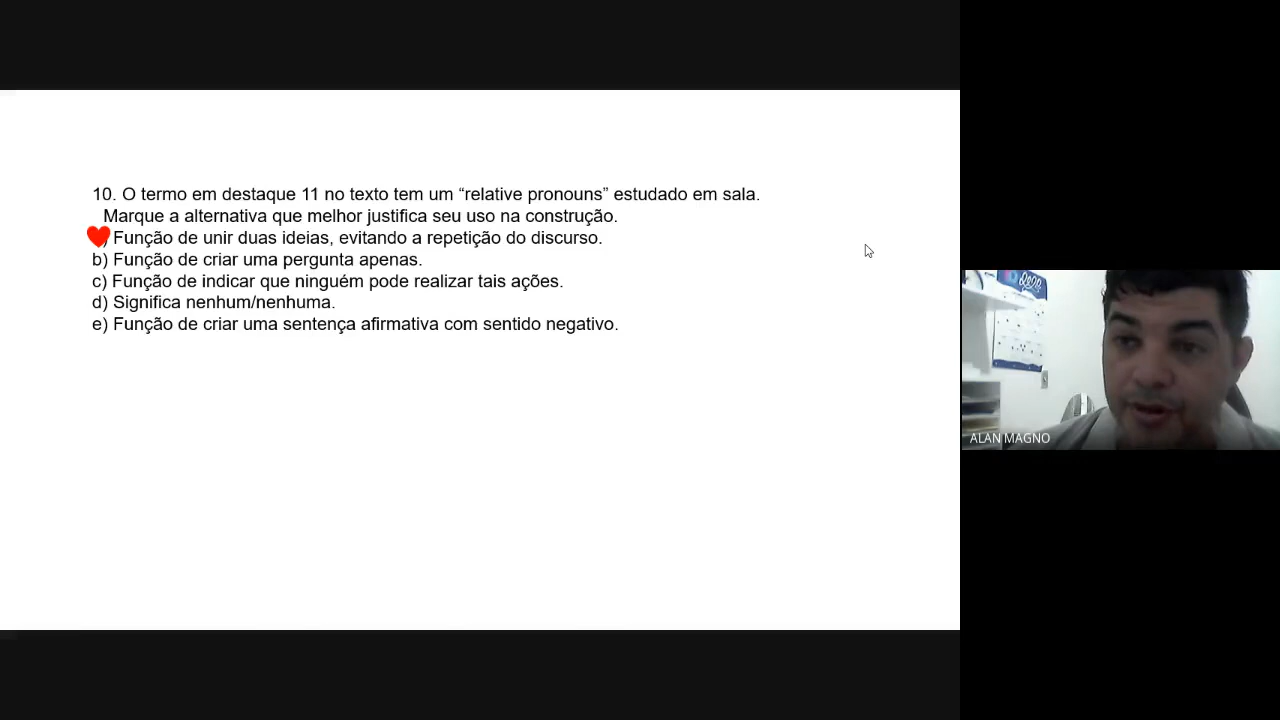 10. O termo em destaque 11 no texto tem um “relative pronouns” estudado em sala.
Marque a alternativa que melhor justifica seu uso na construção.
) Função de unir duas ideias, evitando a repetição do discurso.
b) Função de criar uma pergunta apenas.
c) Função de indicar que ninguém pode realizar tais ações.
d) Significa nenhum/nenhuma.
e) Função de criar uma sentença afirmativa com sentido negativo.
ALAN MAGNO